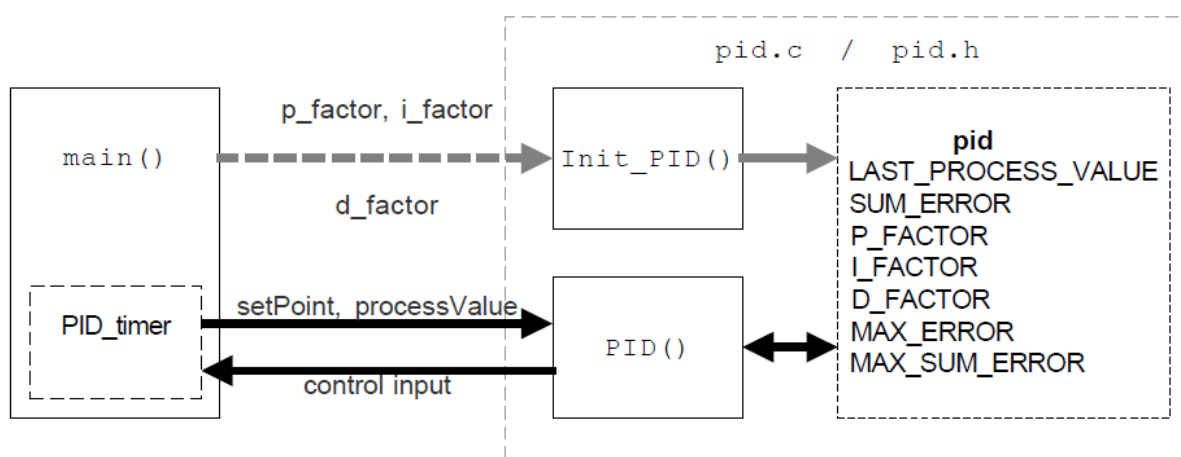 pid.c / pid.h
main()
p_factor, i_factor
d_factor
Init_PID()
pid
LAST_PROCESS_VALUE
SUM_ERROR
P_FACTOR
I_FACTOR
D_FACTOR
MAX_ERROR
MAX_SUM_ERROR
PID_timer
setPoint, processValue
control input
PID()